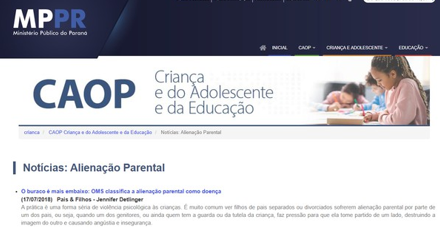 MPPR
Ministério Público do Paraná
INICIAL CAOP CRIANÇA E ADOLESCENTE EDUCAÇÃO
CAOP
Criança
e do Adolescente
e da Educação
crianca / CAOP Criança e do Adolescente e da Educação / Notícias: Alienação Parental
Notícias: Alienação Parental
O buraco é mais embaixo: OMS classifica a alienação parental como doença
(17/07/2018) Pais & Filhos - Jennifer Detlinger
A prática é uma forma séria de violência psicológica às crianças. É muito comum ver filhos de pais separados ou divorciados sofrerem alienação parental por parte de
um dos pais, ou seja, quando um dos genitores, ou ainda quem tem a guarda ou da tutela da criança, faz pressão para que ela tome partido de um lado, destruindo a
imagem do outro e causando angústia e insegurança.